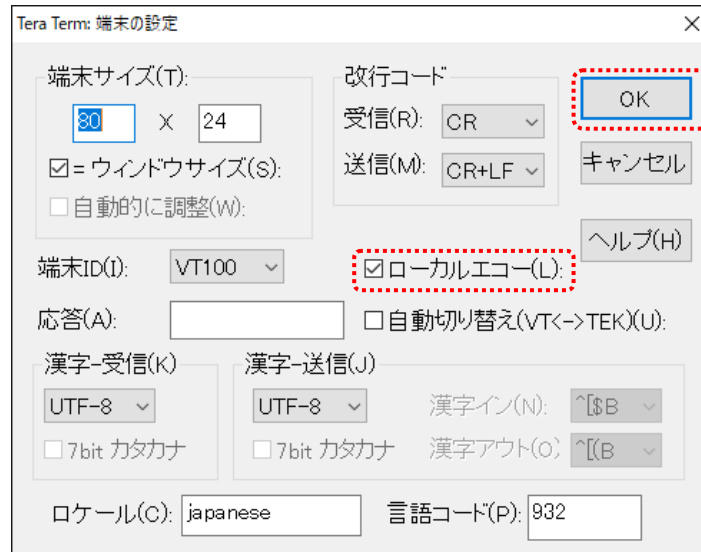 Tera Term: 端末の設定
端末サイズ(T):
80 X 24
☑= ウィンドウサイズ(S):
☐ 自動的に調整(W):
改行コード
受信(R): CR
送信(M): CR+LF
OK
キャンセル
ヘルプ(H)
端末ID(I): VT100
☑ローカルエコー(L):
応答(A):
☐自動切り替え(VT<->TEK)(U):
漢字-受信(K)
UTF-8
☐ 7bit カタカナ
漢字-送信(J)
UTF-8
☐ 7bit カタカナ
漢字イン(N): ^[$B
漢字アウト(O) ^[(B
ロケール(C): japanese
言語コード(P): 932